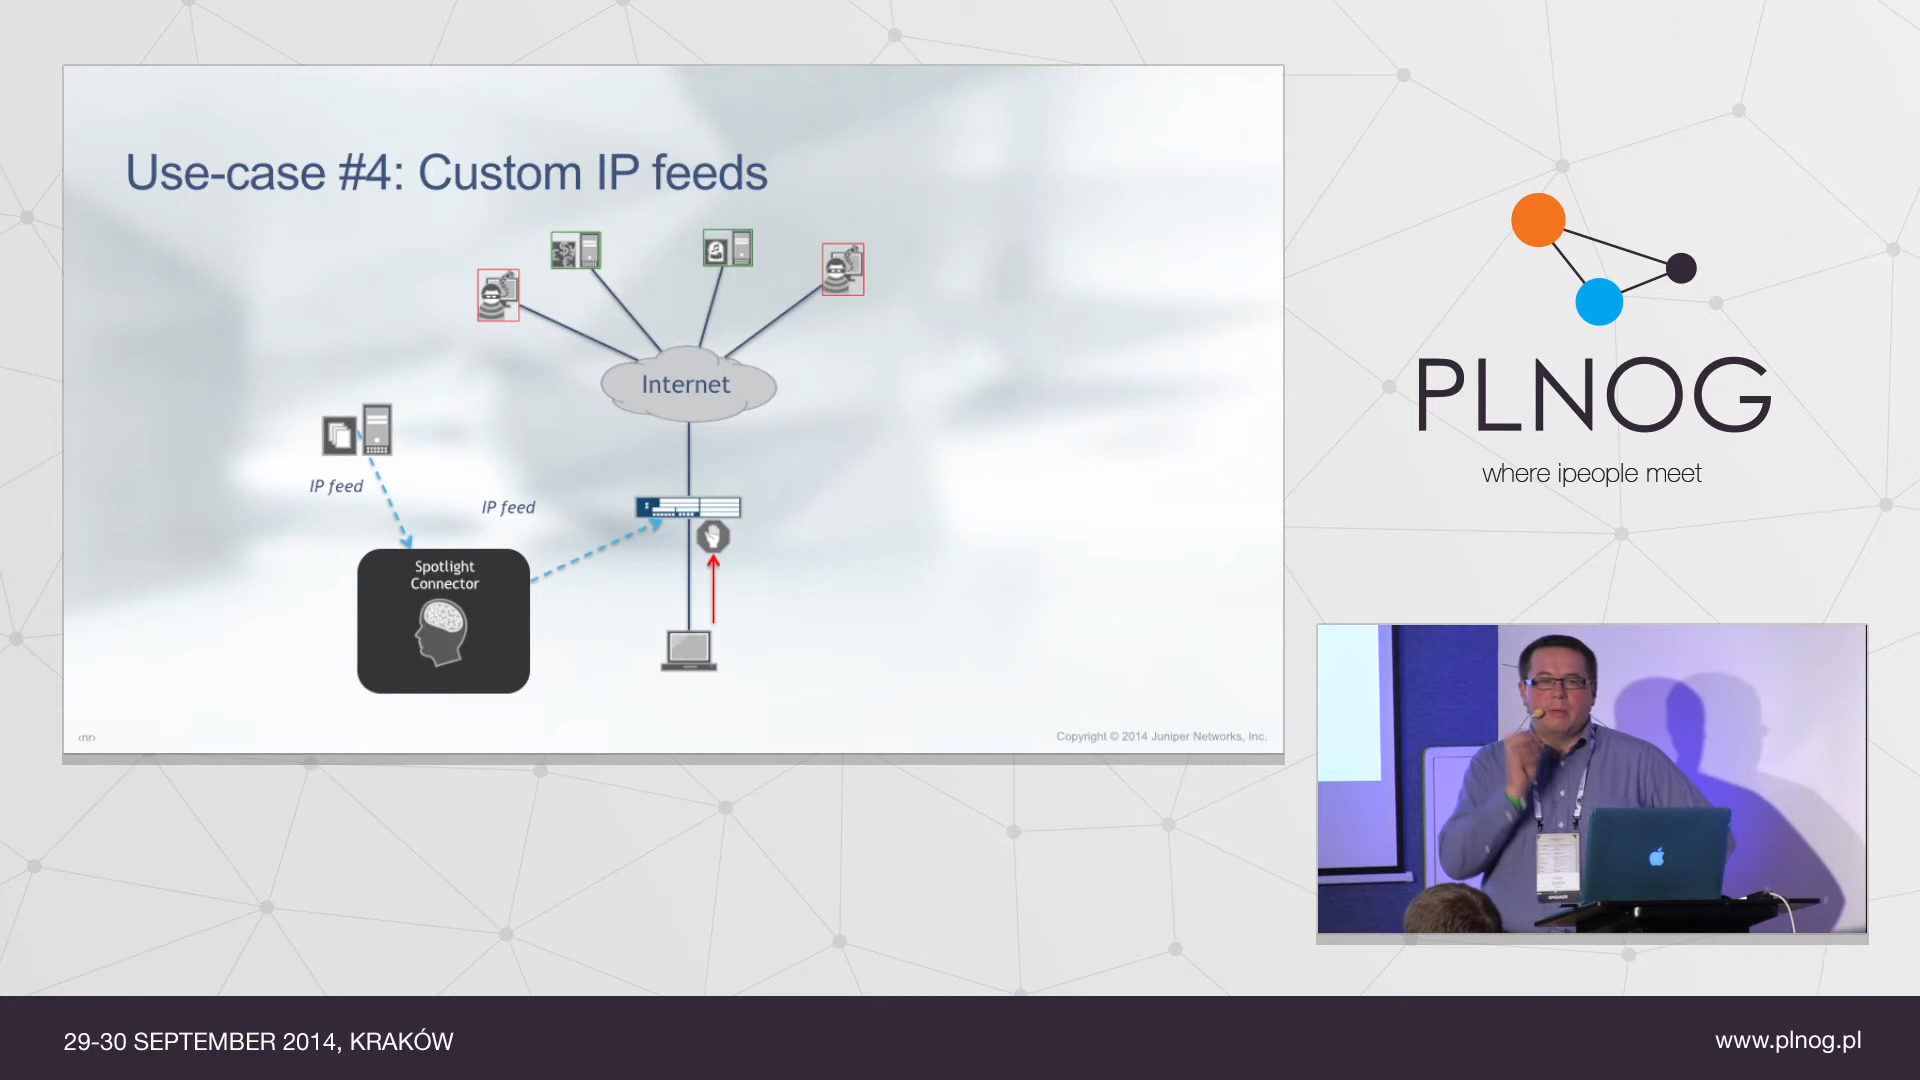 Use-case #4: Custom IP feeds
Internet
IP feed
IP feed
Spotlight
Connector
Copyright © 2014 Juniper Networks, Inc.
PLNOG
where ipeople meet
SPEAKER
29-30 SEPTEMBER 2014, KRAKÓW
www.plnog.pl